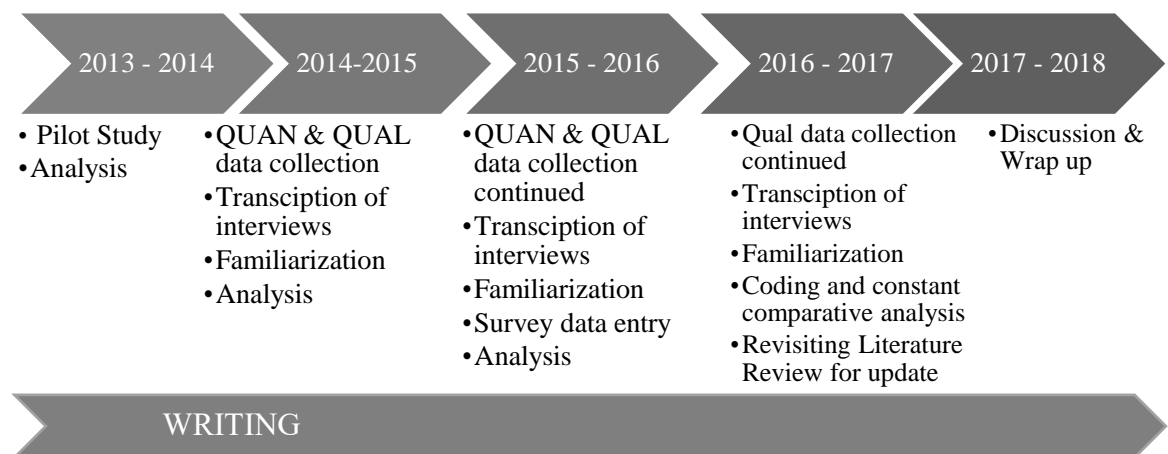 2013 - 2014
2014-2015
2015 - 2016
2016 - 2017
2017 - 2018
• Pilot Study
•Analysis
•QUAN & QUAL
data collection
•Transciption of
interviews
•Familiarization
•Analysis
•QUAN & QUAL
data collection
continued
•Transciption of
interviews
•Familiarization
•Survey data entry
•Analysis
•Qual data collection
continued
•Transciption of
interviews
•Familiarization
•Coding and constant
comparative analysis
•Revisiting Literature
Review for update
•Discussion &
Wrap up
WRITING